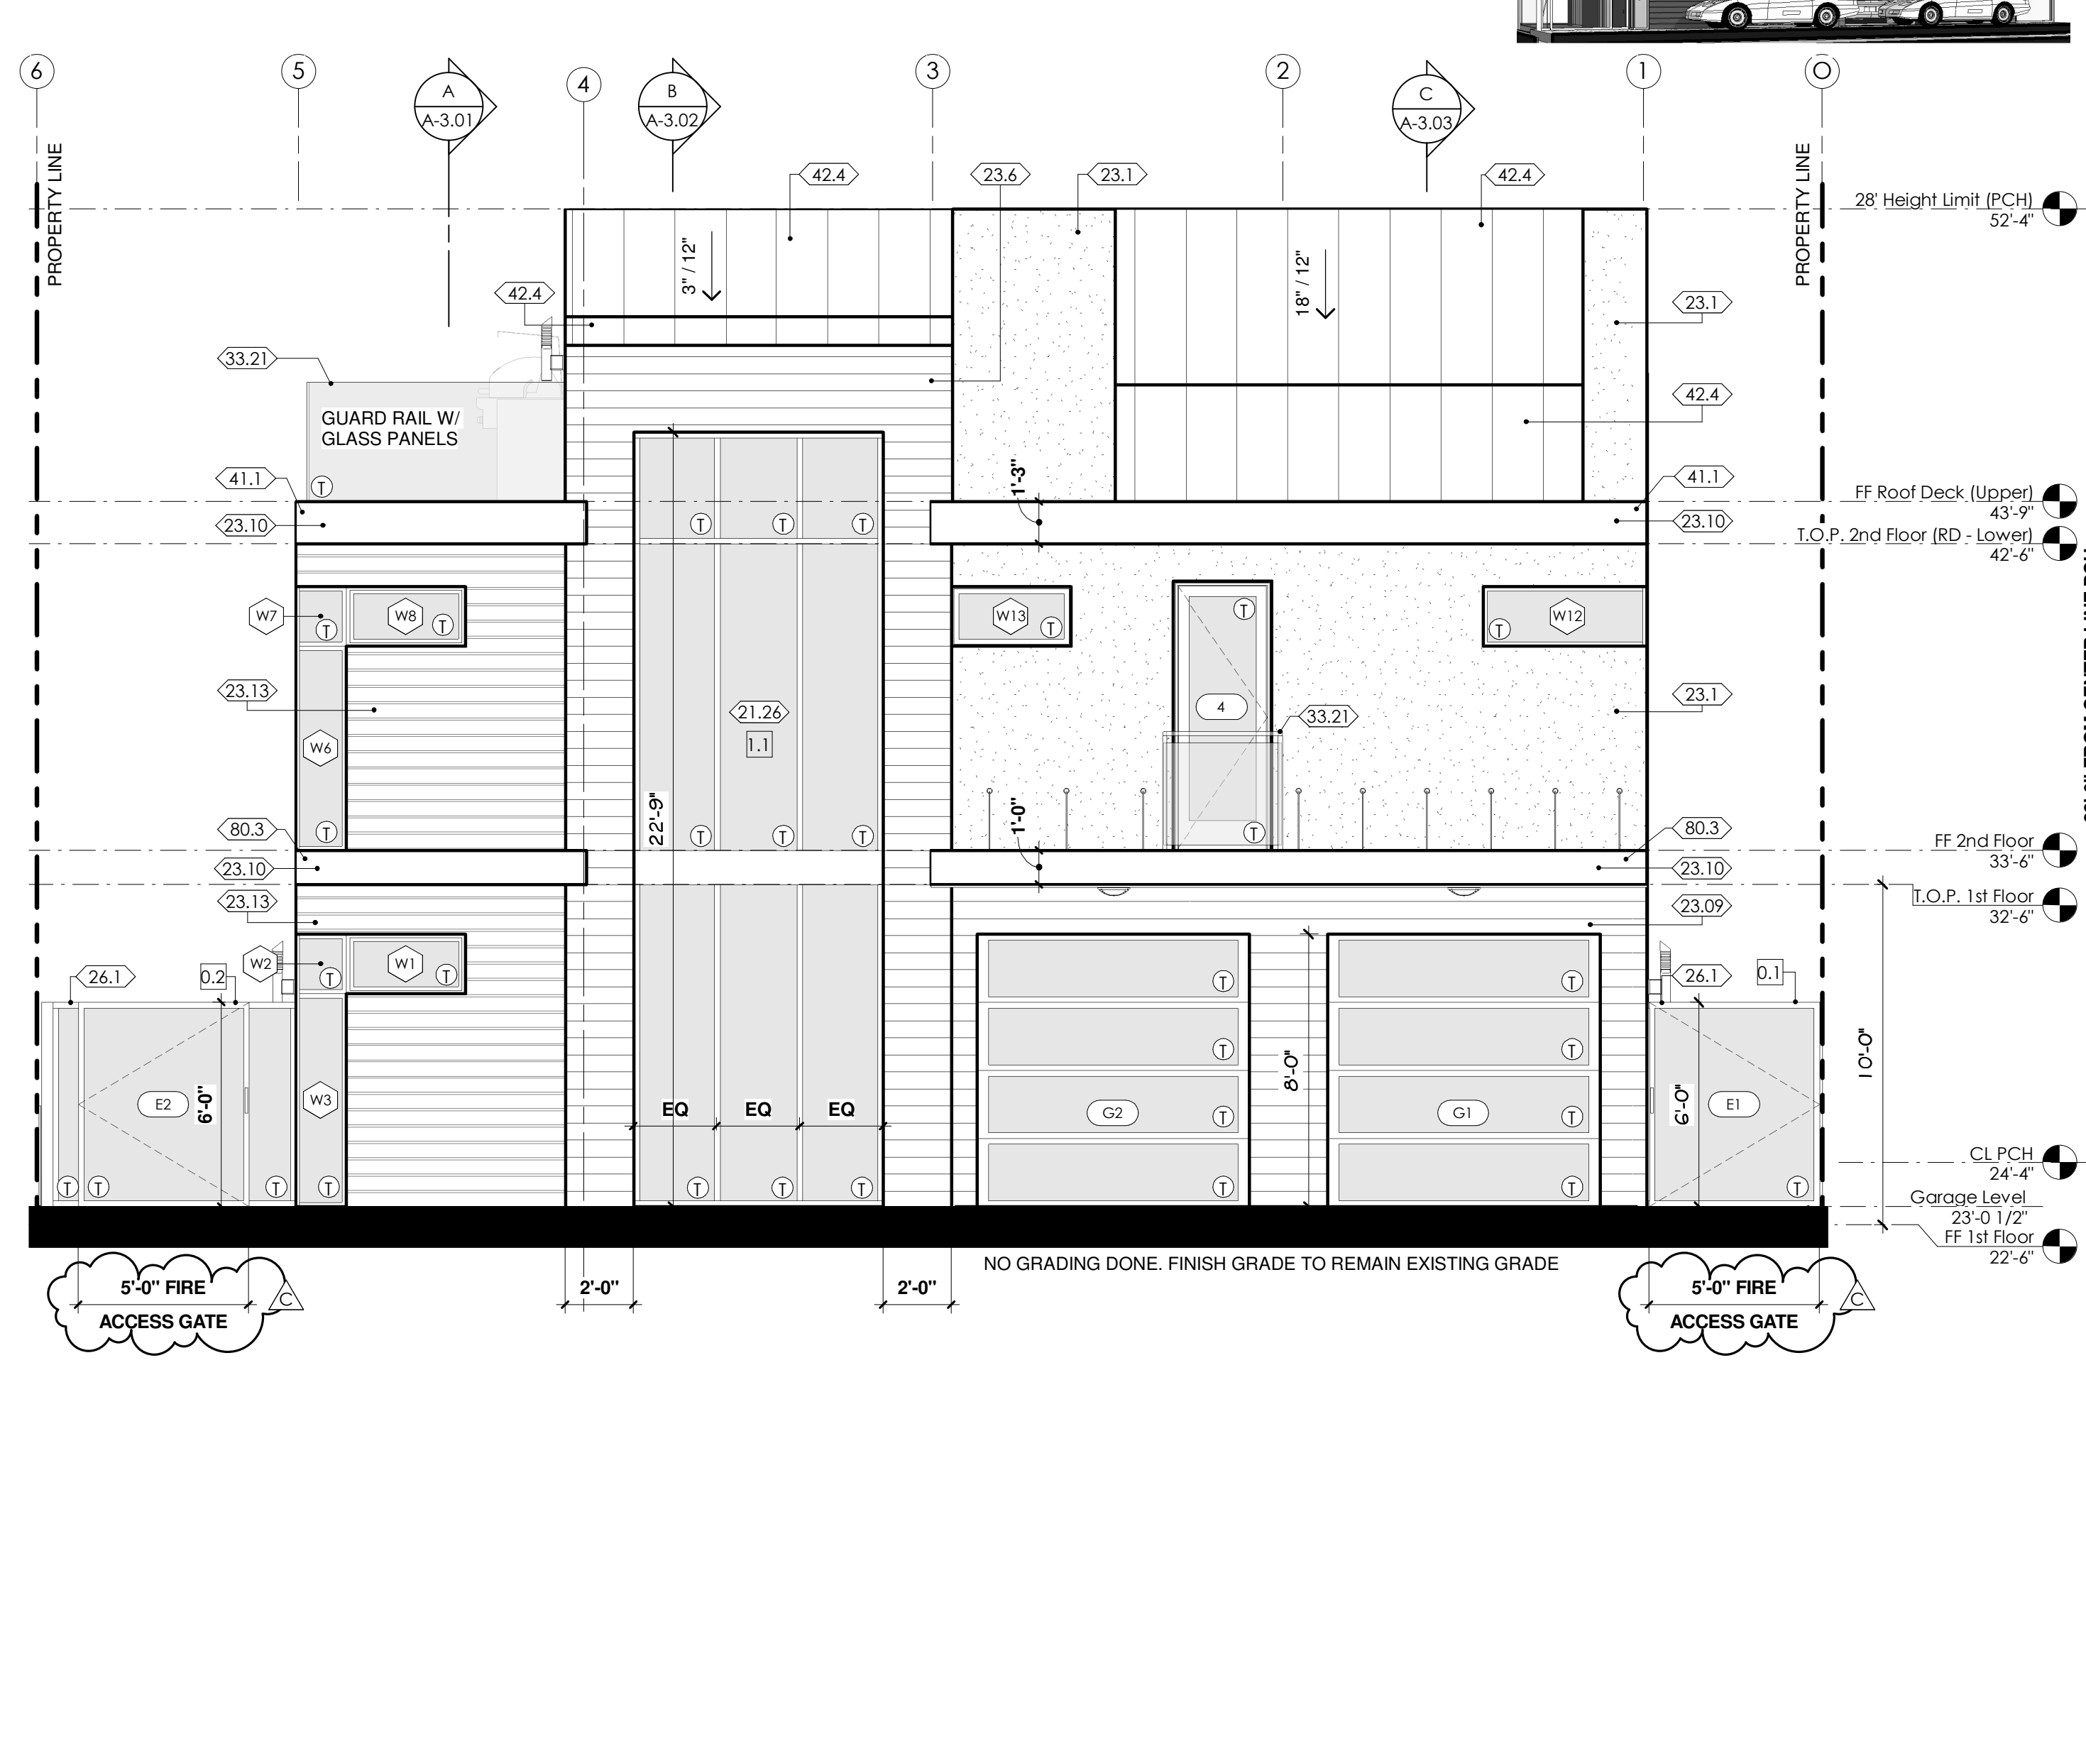 6
5
A
A-3.01
4
B
A-3.02
3
2
C
A-3.03
1
O
PROPERTY LINE
PROPERTY LINE
42.4
23.6
23.1
42.4
28' Height Limit (PCH)
52'-4"
3" / 12"
18" / 12"
42.4
23.1
33.21
GUARD RAIL W/
GLASS PANELS
42.4
T
41.1
1'-3"
41.1
FF Roof Deck (Upper)
43'-9"
23.10
T
T
T
23.10
T.O.P. 2nd Floor (RD - Lower)
42'-6"
W7
T
W8
T
W13
T
T
T
W12
23.13
21.26
1.1
4
33.21
23.1
W6
22'-9"
80.3
T
T
T
T
1'-0"
T
80.3
FF 2nd Floor
33'-6"
23.10
23.10
23.13
23.09
T.O.P. 1st Floor
32'-6"
W2
T
W1
T
26.1
0.2
T
T
26.1
0.1
T
T
10'-0"
8'-0"
E2
6'-0"
W3
EQ
EQ
EQ
G2
T
G1
T
6'-0"
E1
CL PCH
24'-4"
T
T
T
T
T
T
T
T
T
T
Garage Level
23'-0 1/2"
FF 1st Floor
22'-6"
NO GRADING DONE. FINISH GRADE TO REMAIN EXISTING GRADE
5'-0" FIRE
ACCESS GATE
C
2'-0"
2'-0"
5'-0" FIRE
ACCESS GATE
C